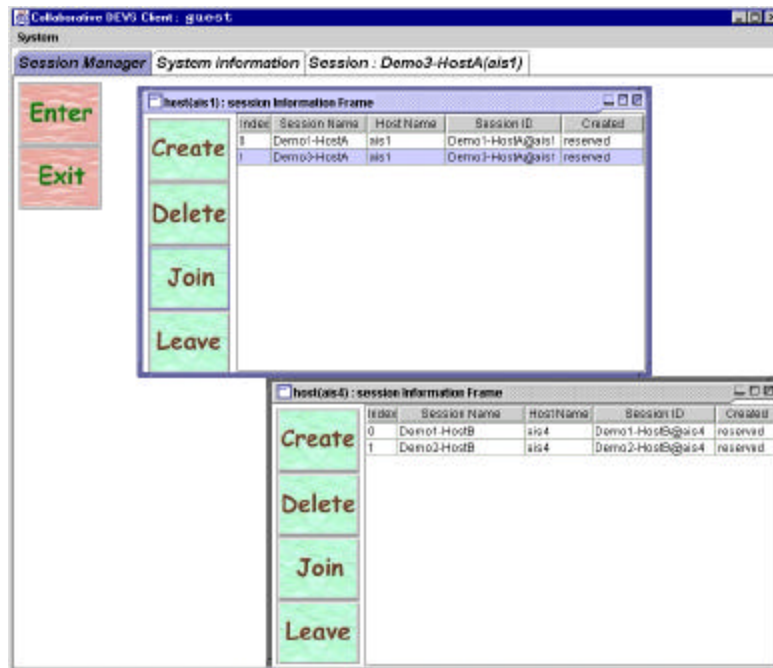 Collaborative DEVS Client : guest
System
Session Manager System Information Session : Demo3-HostA(ais1)
Enter
Exit
host(ais1) : session Information Frame
Create
Delete
Join
Leave
Index Session Name Host Name Session ID Created
0 Demo1-HostA ais1 Demo1-HostA@ais1 reserved
1 Demo3-HostA ais1 Demo3-HostA@ais1 reserved
host(ais4) : session Information Frame
Create
Delete
Join
Leave
Index Session Name Host Name Session ID Created
0 Demo1-HostB ais4 Demo1-HostB@ais4 reserved
1 ais4 Demo2-HostB@ais4 reserved